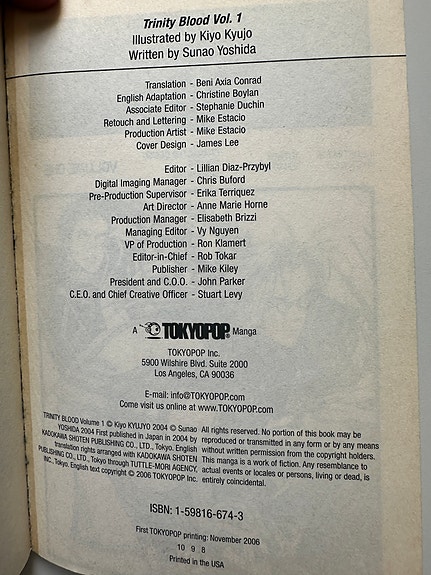 Trinity Blood Vol. 1
Illustrated by Kiyo Kyujo
Written by Sunao Yoshida
Translation - Beni Axia Conrad
English Adaptation - Christine Boylan
Associate Editor - Stephanie Duchin
Retouch and Lettering - Mike Estacio
Production Artist - Mike Estacio
Cover Design - James Lee
Editor - Lillian Diaz-Przybyl
Digital Imaging Manager - Chris Buford
Pre-Production Supervisor - Erika Terriquez
Art Director - Anne Marie Horne
Production Manager - Elisabeth Brizzi
Managing Editor - Vy Nguyen
VP of Production - Ron Klamert
Editor-in-Chief - Rob Tokar
Publisher - Mike Kiley
President and C.O.O. - John Parker
C.E.O. and Chief Creative Officer - Stuart Levy
A TOKYOPOP® Manga
TOKYOPOP Inc.
5900 Wilshire Blvd. Suite 2000
Los Angeles, CA 90036
E-mail: info@TOKYOPOP.com
Come visit us online at www.TOKYOPOP.com
TRINITY BLOOD Volume 1 © Kiyo KYUJYO 2004 © Sunao
YOSHIDA 2004 First published in Japan in 2004 by
KADOKAWA SHOTEN PUBLISHING CO., LTD., Tokyo. English
translation rights arranged with KADOKAWA SHOTEN
PUBLISHING CO., LTD., Tokyo through TUTTLE-MORI AGENCY,
INC., Tokyo. English text copyright © 2006 TOKYOPOP Inc.
All rights reserved. No portion of this book may be
reproduced or transmitted in any form or by any means
without written permission from the copyright holders.
This manga is a work of fiction. Any resemblance to
actual events or locales or persons, living or dead, is
entirely coincidental.
ISBN: 1-59816-674-3
First TOKYOPOP printing: November 2006
10 9 8
Printed in the USA